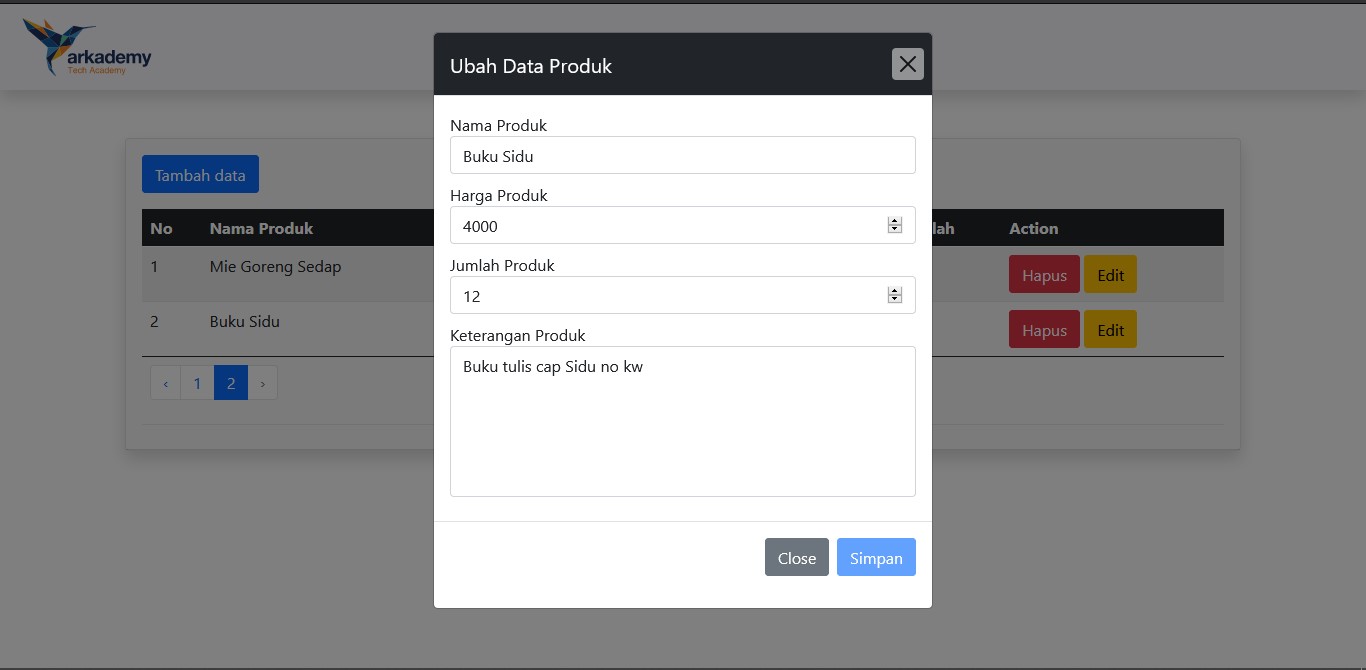 arkademy
Tech Academy
Ubah Data Produk
Nama Produk
Buku Sidu
Harga Produk
4000
Jumlah Produk
12
Keterangan Produk
Buku tulis cap Sidu no kw
Close Simpan
Tambah data
No Nama Produk lah Action
1 Mie Goreng Sedap Hapus Edit
2 Buku Sidu Hapus Edit
‹ 1 2 ›